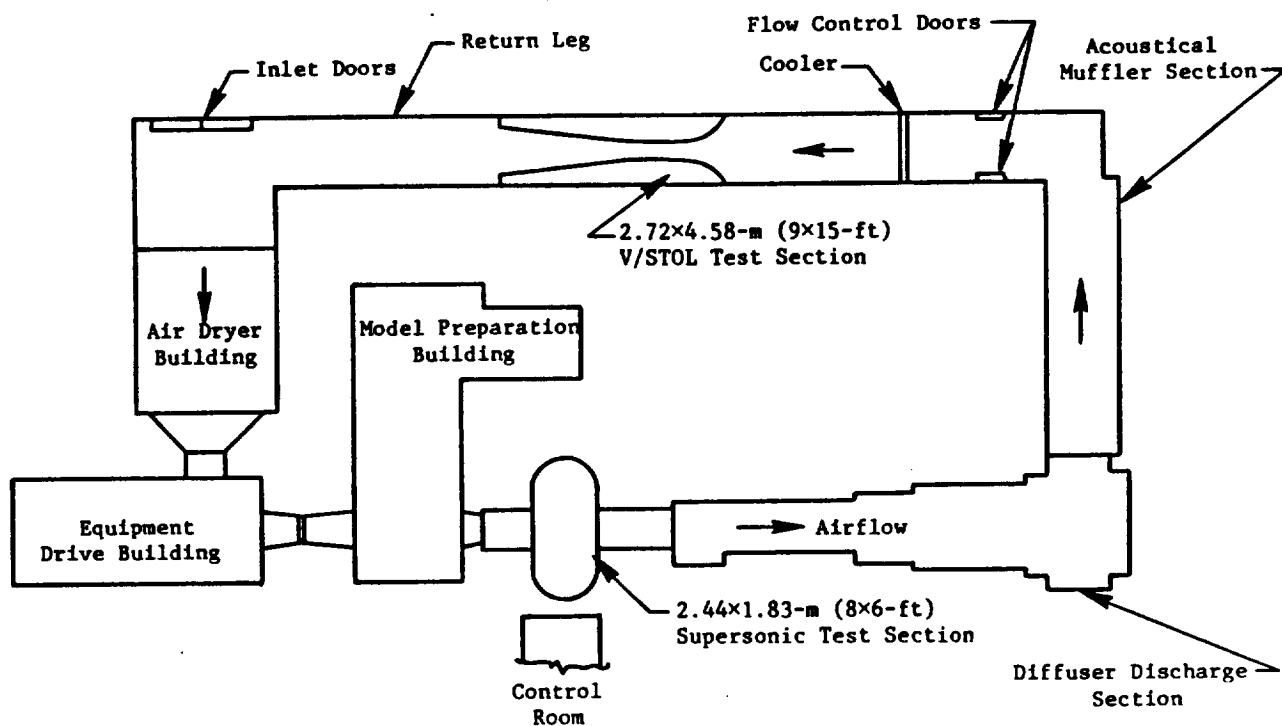 Flow Control Doors
Return Leg
Acoustical
Muffler Section
Inlet Doors
Cooler
2.72×4.58-m (9×15-ft)
V/STOL Test Section
Air Dryer
Building
Model Preparation
Building
Equipment
Drive Building
Airflow
2.44×1.83-m (8×6-ft)
Supersonic Test Section
Control
Room
Diffuser Discharge
Section